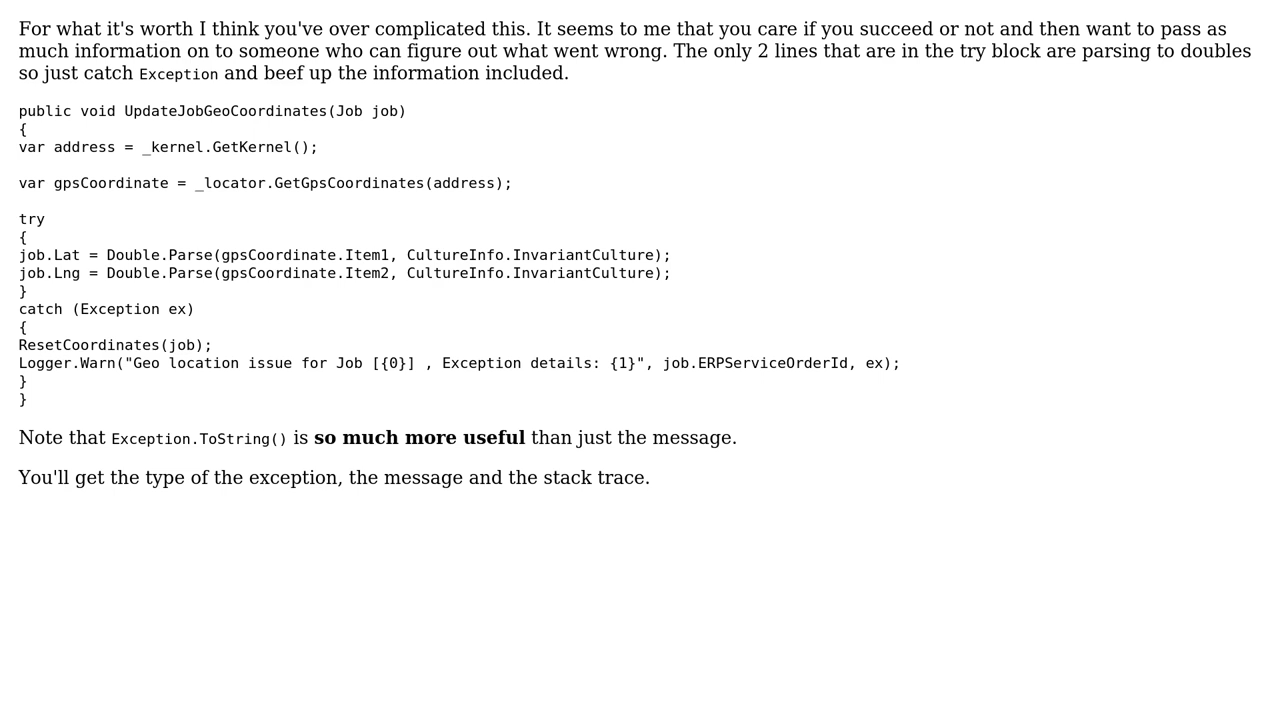 For what it's worth I think you've over complicated this. It seems to me that you care if you succeed or not and then want to pass as
much information on to someone who can figure out what went wrong. The only 2 lines that are in the try block are parsing to doubles
so just catch Exception and beef up the information included.
public void UpdateJobGeoCoordinates(Job job)
{
var address = _kernel.GetKernel();
var gpsCoordinate = _locator.GetGpsCoordinates(address);
try
{
job.Lat = Double.Parse(gpsCoordinate.Item1, CultureInfo.InvariantCulture);
job.Lng = Double.Parse(gpsCoordinate.Item2, CultureInfo.InvariantCulture);
}
catch (Exception ex)
{
ResetCoordinates(job);
Logger.Warn("Geo location issue for Job [{0}] , Exception details: {1}", job.ERPServiceOrderId, ex);
}
}
Note that Exception.ToString() is so much more useful than just the message.
You'll get the type of the exception, the message and the stack trace.